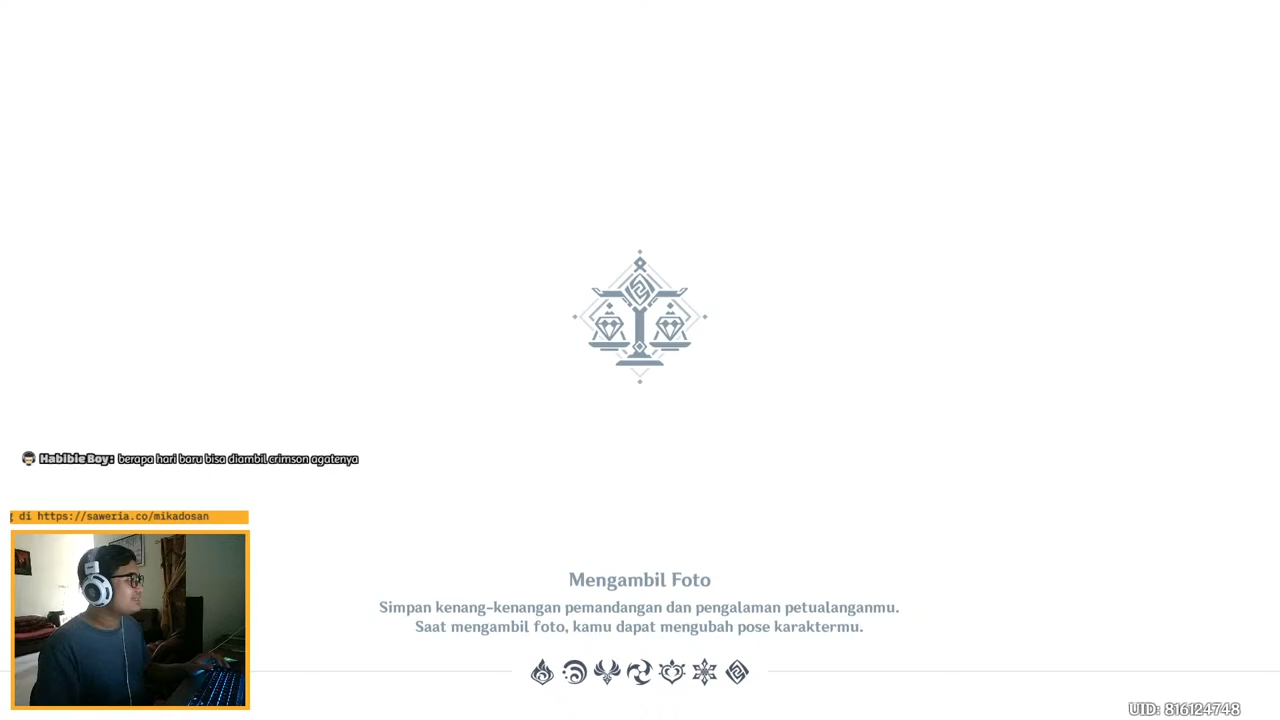 Habibie Boy: berapa hari baru bisa diambil crimson agatenya
di https://saweria.co/mikadosan
Mengambil Foto
Simpan kenang-kenangan pemandangan dan pengalaman petualanganmu.
Saat mengambil foto, kamu dapat mengubah pose karaktermu.
UID: 816124748